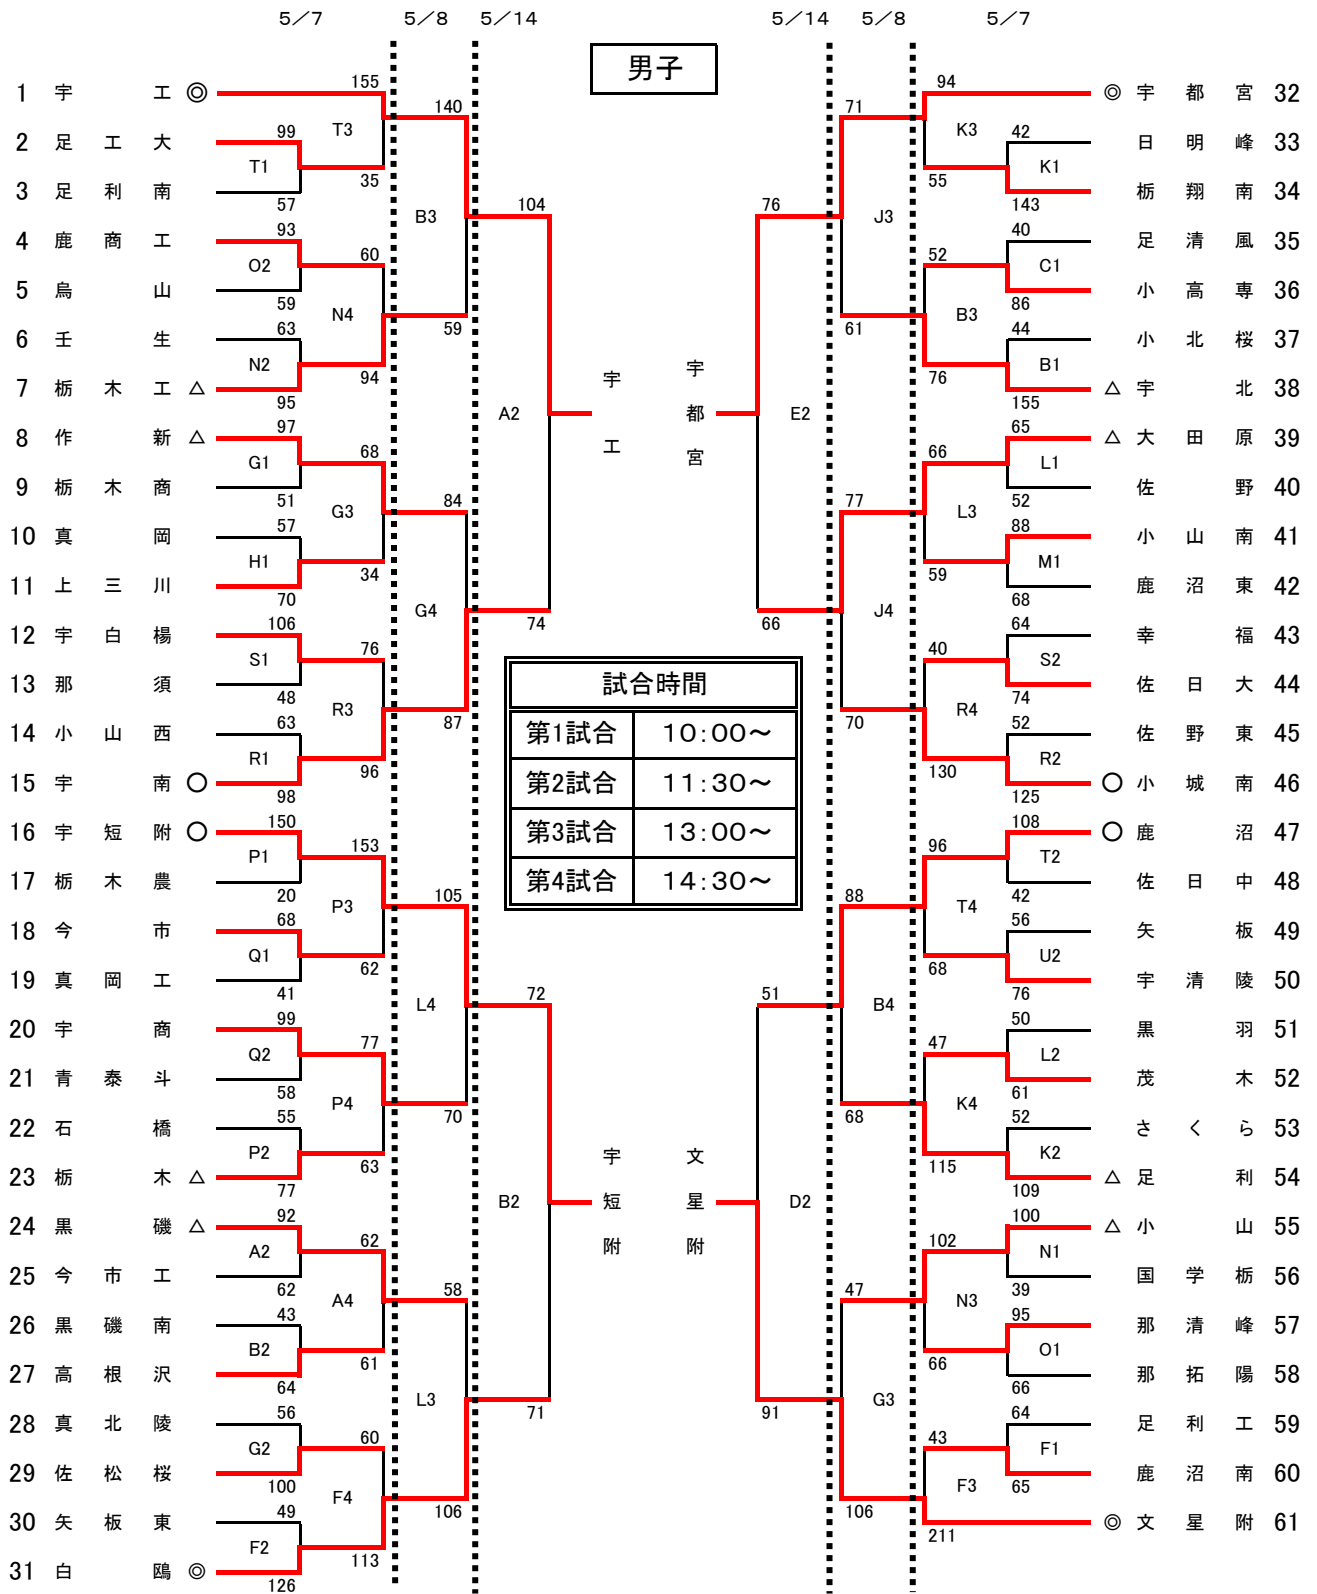 5／7 5／8 5／14 5／14 5／8 5／7
男子
155 94
1 宇工 ◎ ◎ 宇都宮 32
140 71
99 T3 K3 42
2 足工大 日明峰 33
T1 K1
35 55
3 足利南 栃翔南 34
57 104 76 143
93 B3 J3 40
4 鹿商工 足清風 35
O2 60 52 C1
5 烏山 小高専 36
59 N4 B3 86
63 59 61 44
6 壬生 小北桜 37
N2 94 76 B1
7 栃木工 △ △ 宇北 38
95 155
宇工 宇都宮
A2 E2
97 65
8 作新 △ △ 大田原 39
G1 68 66 L1
9 栃木商 佐野 40
51 84 77 52
57 G3 L3 88
10 真岡 小山南 41
H1 34 59 M1
11 上三川 鹿沼東 42
70 68
G4 J4
106 74 66 64
12 宇白楊 幸福 43
S1 76 40 S2
13 那須 佐日大 44
48 74
63 R3 87 70 R4 52
14 小山西 佐野東 45
R1 96 130 R2
15 宇南 ○ ○ 小城南 46
98 125
試合時間
第1試合 10:00～
第2試合 11:30～
第3試合 13:00～
第4試合 14:30～
150 108
16 宇短附 ○ ○ 鹿沼 47
P1 153 96 T2
17 栃木農 佐日中 48
20 105 88 42
68 P3 T4 56
18 今市 矢板 49
Q1 62 68 U2
19 真岡工 宇清陵 50
41 72 51 76
L4 B4
99 50
20 宇商 黒羽 51
Q2 77 47 L2
21 青泰斗 茂木 52
58 61
55 P4 70 68 K4 52
22 石橋 さくら 53
P2 63 115 K2
23 栃木 △ △ 足利 54
77 109
宇短附 文星附
B2 D2
92 100
24 黒磯 △ △ 小山 55
A2 62 102 N1
25 今市工 国学栃 56
62 58 47 39
43 A4 N3 95
26 黒磯南 那清峰 57
B2 61 66 O1
27 高根沢 那拓陽 58
64 66
L3 71 91 G3
56 64
28 真北陵 足利工 59
G2 60 43 F1
29 佐松桜 鹿沼南 60
100 65
49 F4 106 106 F3
30 矢板東 文星附 ◎ 61
F2 113 211
31 白鴎 ◎
126